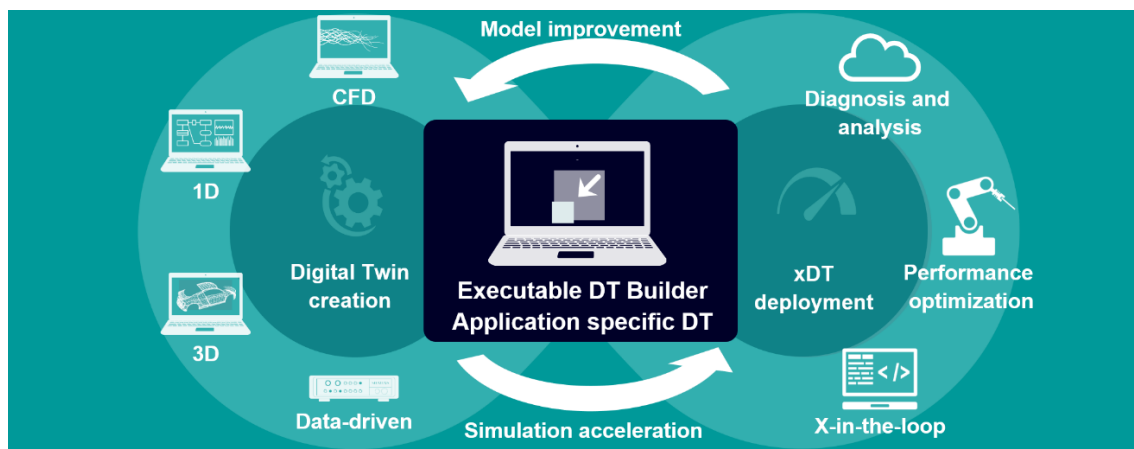 Model improvement
CFD
1D
3D
Data-driven
Digital Twin
creation
Executable DT Builder
Application specific DT
xDT
deployment
Diagnosis and
analysis
Performance
optimization
</>
X-in-the-loop
Simulation acceleration